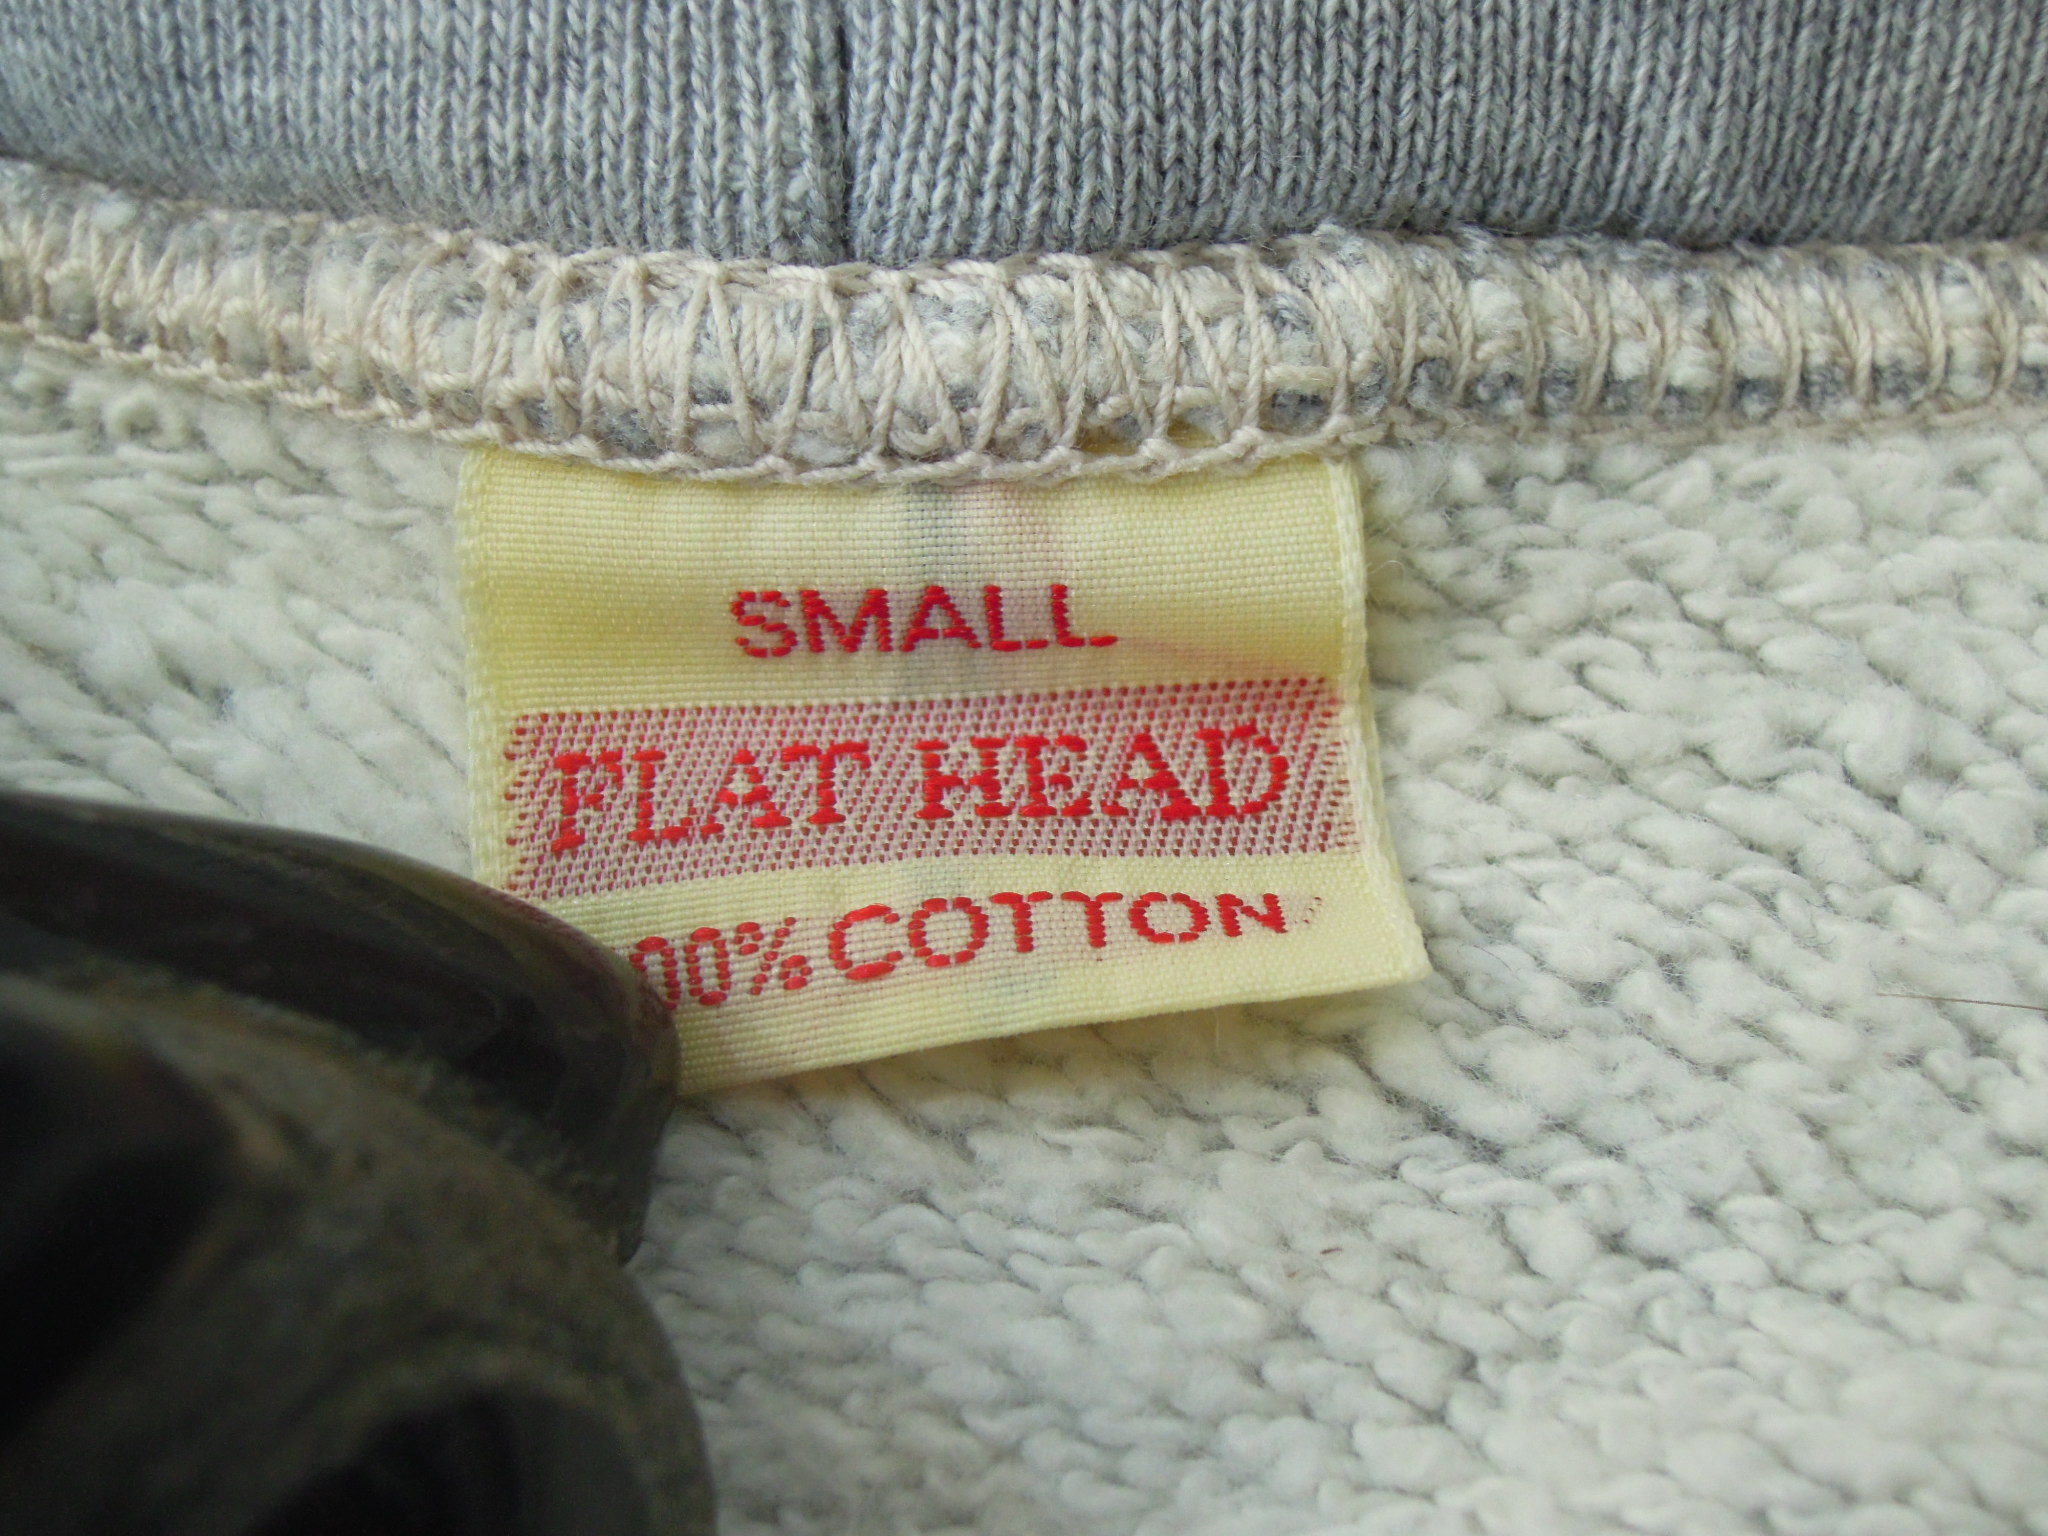 SMALL
FLAT HEAD
00% COTTON